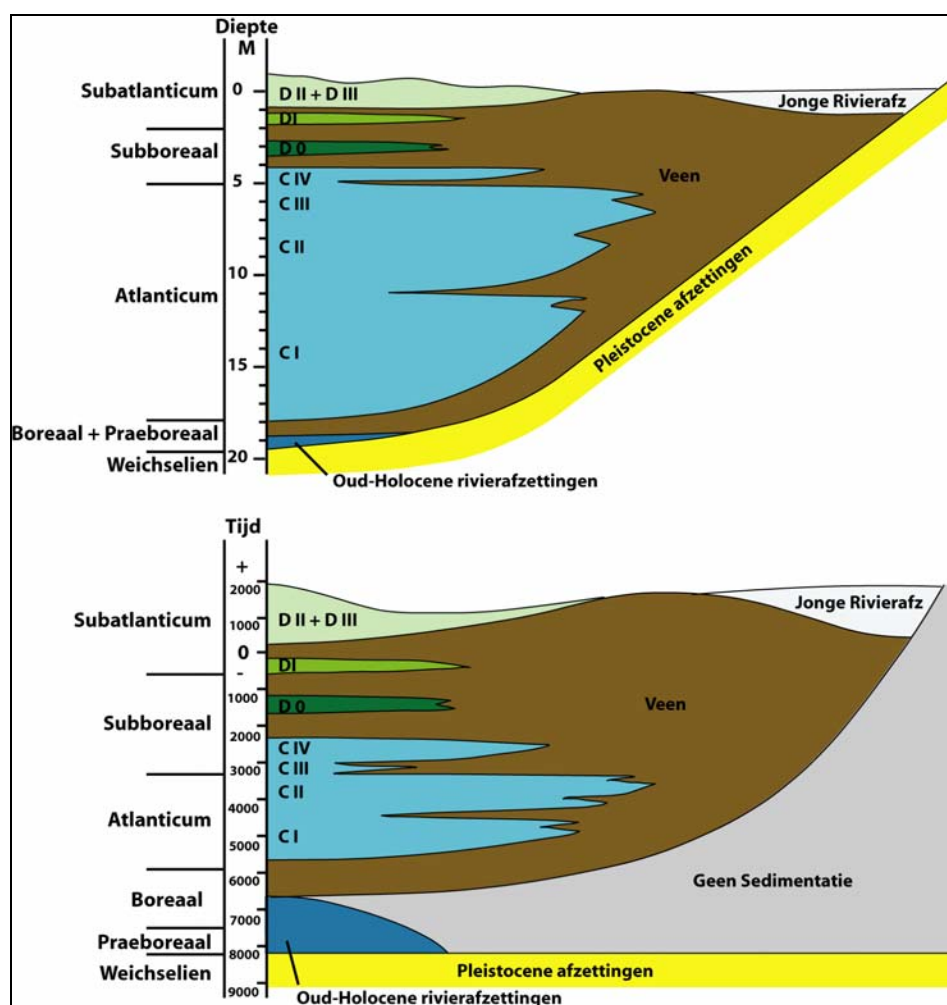 Diepte
M
0
5
10
15
20
Subatlanticum
Subboreaal
Atlanticum
Boreaal + Praeboreaal
Weichselien
D II + D III
DI
D 0
C IV
C III
C II
C I
Veen
Jonge Rivierafz
Pleistocene afzettingen
Oud-Holocene rivierafzettingen
Tijd
+
2000
1000
0
-
1000
2000
3000
4000
5000
6000
7000
8000
9000
Subatlanticum
Subboreaal
Atlanticum
Boreaal
Praeboreaal
Weichselien
D II + D III
DI
D 0
C IV
C III
C II
C I
Veen
Jonge Rivierafz
Geen Sedimentatie
Pleistocene afzettingen
Oud-Holocene rivierafzettingen